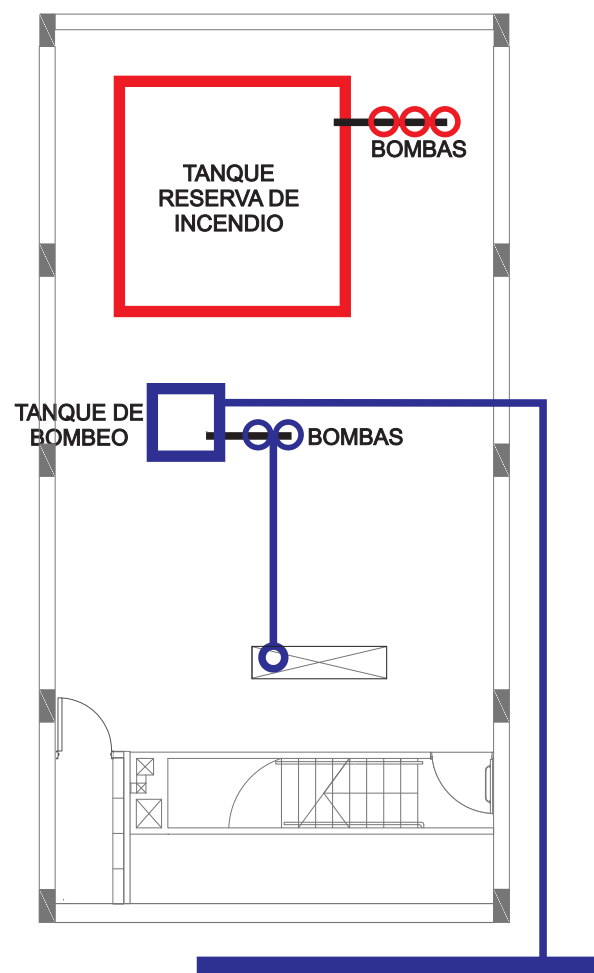 BOMBAS
TANQUE
RESERVA DE
INCENDIO
TANQUE DE
BOMBEO
BOMBAS